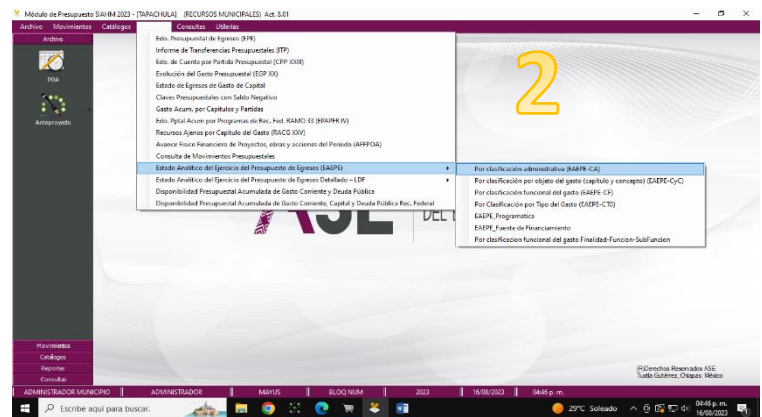 Módulo de Presupuesto SIAHM 2023 - [TAPACHULA] (RECURSOS MUNICIPALES) Act. 8.01
Archivo Movimientos Catálogos Consultas Utilerías
Archivo
POA
Anteproyecto
Edo. Presupuestal de Egresos (EPE)
Informe de Transferencias Presupuestales (ITP)
Edo. de Cuenta por Partida Presupuestal (CPP XXIII)
Evolución del Gasto Presupuestal (EGP XX)
Estado de Egresos de Gasto de Capital
Claves Presupuestales con Saldo Negativo
Gasto Acum. por Capítulos y Partidas
Edo. Pptal Acum por Programas de Rec. Fed. RAMO 33 (EPAPER IV)
Recursos Ajenos por Capítulo del Gasto (RACG XXV)
Avance Físico Financiero de Proyectos, obras y acciones del Periodo (AFFPOA)
Consulta de Movimientos Presupuestales
Estado Analítico del Ejercicio del Presupuesto de Egresos (EAEPE)
Estado Analítico del Ejercicio del Presupuesto de Egresos Detallado – LDF
Disponibilidad Presupuestal Acumulada de Gasto Corriente y Deuda Pública
Disponibilidad Presupuestal Acumulada de Gasto Corriente, Capital y Deuda Pública Rec. Federal
2
Por clasificación administrativa (EAEPE-CA)
Por clasificación por objeto del gasto (capítulo y concepto) (EAEPE-CyC)
Por clasificación funcional del gasto (EAEPE-CF)
Por Clasificación por Tipo del Gasto (EAEPE-CTG)
EAEPE_Programatica
EAEPE_Fuente de Financiamiento
Por clasificacion funcional del gasto Finalidad-Funcion-SubFuncion
ASE
DEL E
Movimientos
Catálogos
Reportes
Consultas
(R)Derechos Reservados ASE
Tuxtla Gutiérrez, Chiapas. México
ADMINISTRADOR MUNICIPIO ADMINISTRADOR MAYUS BLOQ NUM 2023 16/08/2023 04:46 p. m.
Escribe aquí para buscar.
29°C Soleado
04:46 p. m.
16/08/2023